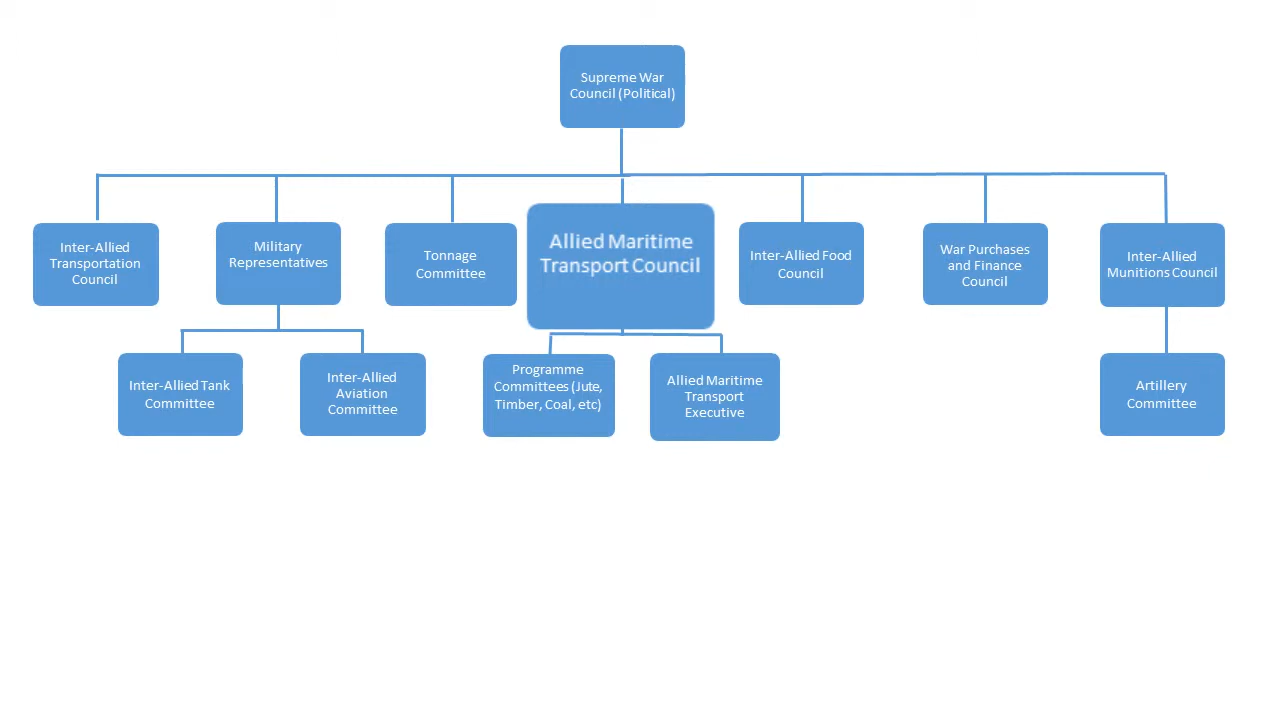 Supreme War
Council (Political)
Inter-Allied
Transportation
Council
Military
Representatives
Tonnage
Committee
Allied Maritime
Transport Council
Inter-Allied Food
Council
War Purchases
and Finance
Council
Inter-Allied
Munitions Council
Inter-Allied Tank
Committee
Inter-Allied
Aviation
Committee
Programme
Committees (Jute,
Timber, Coal, etc)
Allied Maritime
Transport
Executive
Artillery
Committee